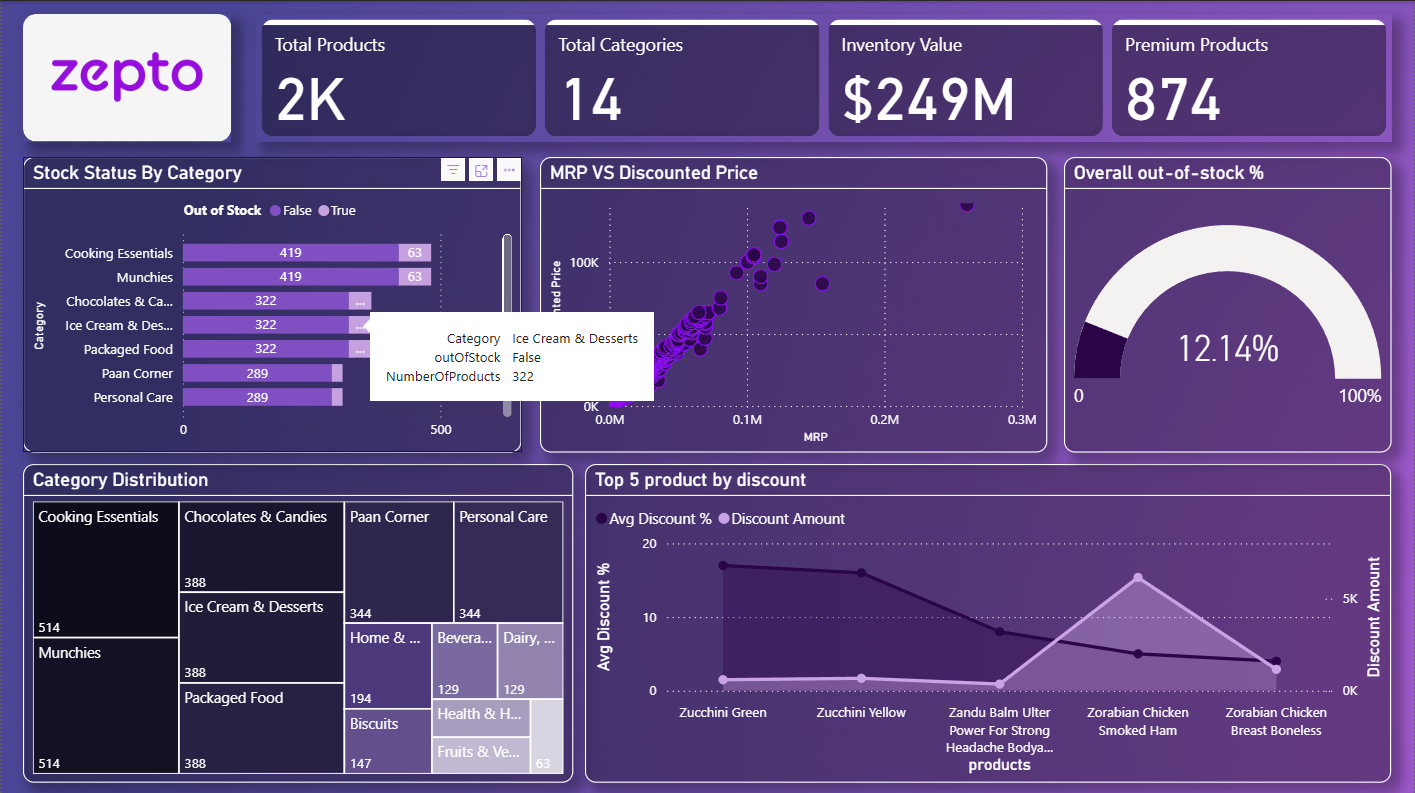 zepto
Total Products
2K
Total Categories
14
Inventory Value
$249M
Premium Products
874
Stock Status By Category
Out of Stock False True
Category
Cooking Essentials 419 63
Munchies 419 63
Chocolates & Ca... 322 ...
Ice Cream & Des... 322 ...
Packaged Food 322 ...
Paan Corner 289
Personal Care 289
0 500
Category Ice Cream & Desserts
outOfStock False
NumberOfProducts 322
MRP VS Discounted Price
nted Price
100K
0K
0.0M 0.1M 0.2M 0.3M
MRP
Overall out-of-stock %
12.14%
0 100%
Category Distribution
Cooking Essentials
514
Munchies
514
Chocolates & Candies
388
Ice Cream & Desserts
388
Packaged Food
388
Paan Corner
344
Personal Care
344
Home & ...
194
Biscuits
147
Bevera...
129
Dairy, ...
129
Health & H...
Fruits & Ve...
63
Top 5 product by discount
Avg Discount % Discount Amount
Avg Discount %
20
10
0
5K
0K
Discount Amount
Zucchini Green
Zucchini Yellow
Zandu Balm Ulter
Power For Strong
Headache Bodya...
Zorabian Chicken
Smoked Ham
Zorabian Chicken
Breast Boneless
products